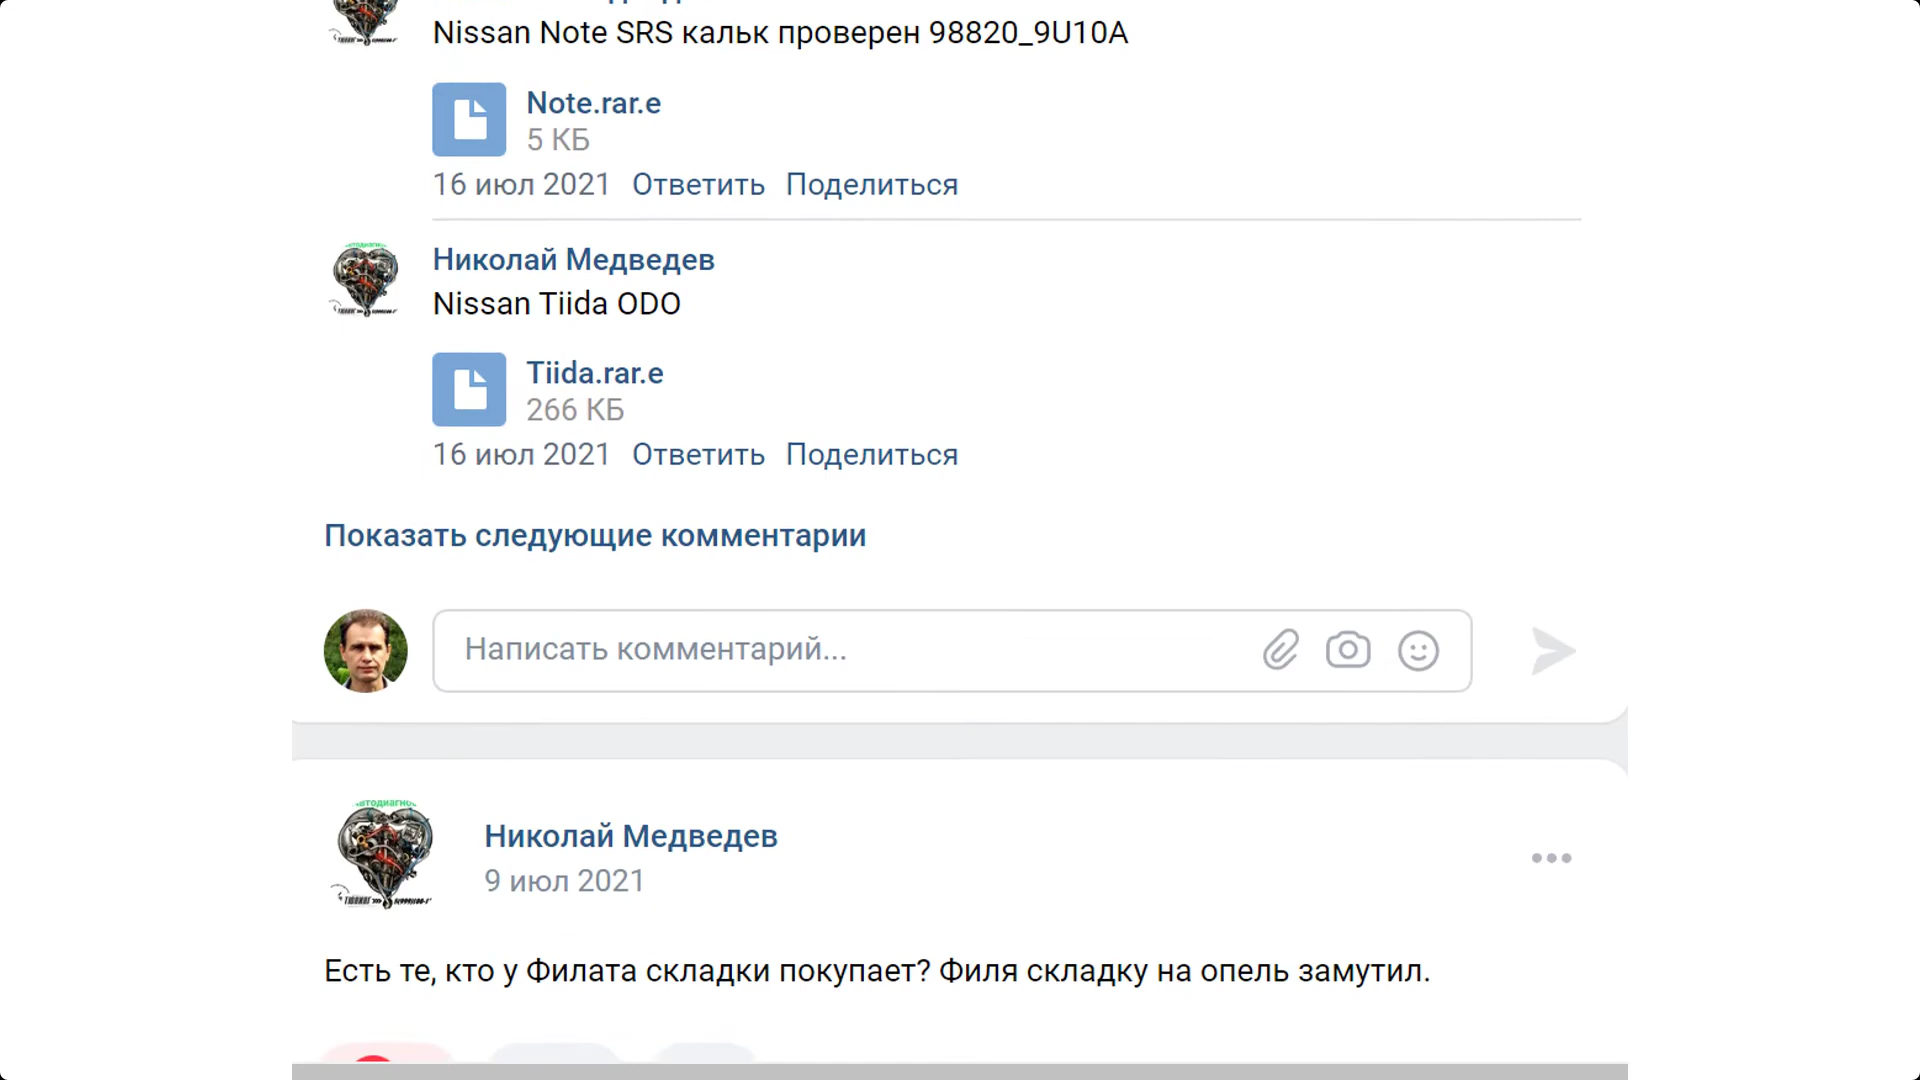 Nissan Note SRS кальк проверен 98820_9U10A
Note.rar.e
5 КБ
16 июл 2021 Ответить Поделиться
Николай Медведев
Nissan Tiida ODO
Tiida.rar.e
266 КБ
16 июл 2021 Ответить Поделиться
Показать следующие комментарии
Написать комментарий...
Николай Медведев
9 июл 2021
Есть те, кто у Филата складки покупает? Филя складку на опель замутил.